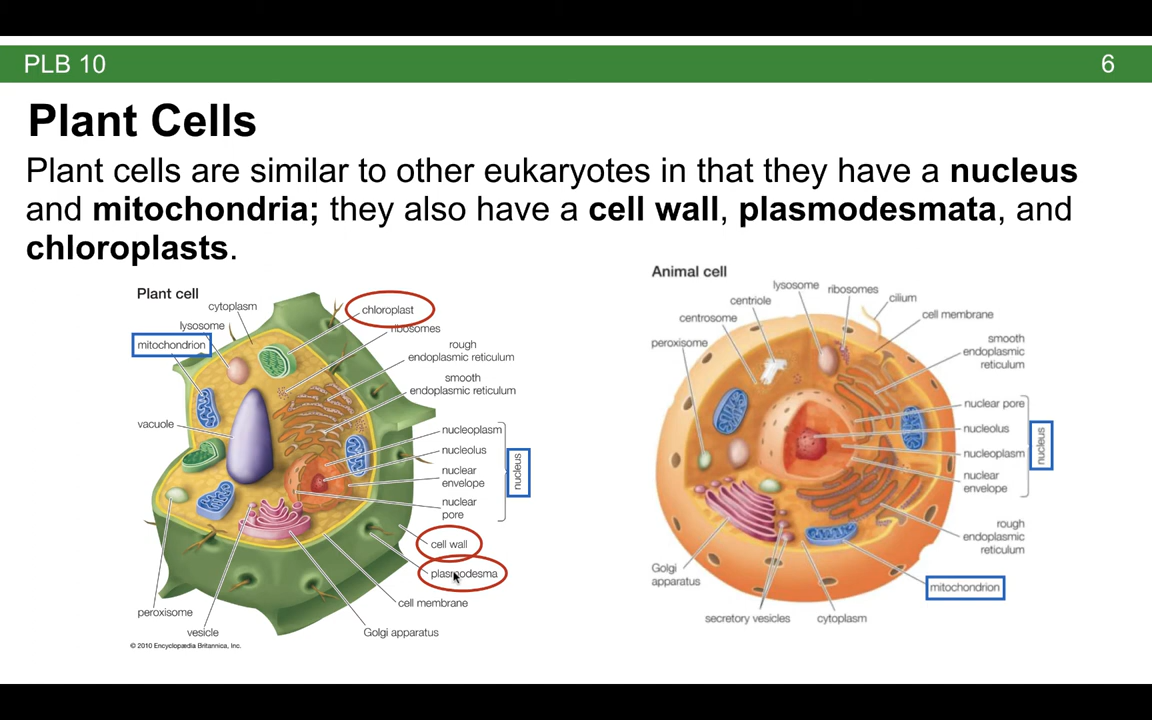 PLB 10
6
Plant Cells
Plant cells are similar to other eukaryotes in that they have a nucleus
and mitochondria; they also have a cell wall, plasmodesmata, and
chloroplasts.
Plant cell
cytoplasm
chloroplast
lysosome
ribosomes
mitochondrion
rough
endoplasmic reticulum
smooth
endoplasmic reticulum
vacuole
nucleoplasm
nucleolus
nuclear
envelope
nucleus
nuclear
pore
cell wall
plasmodesma
cell membrane
peroxisome
vesicle
Golgi apparatus
© 2010 Encyclopædia Britannica, Inc.
Animal cell
lysosome
ribosomes
centriole
cilium
centrosome
cell membrane
peroxisome
smooth
endoplasmic
reticulum
nuclear pore
nucleolus
nucleus
nucleoplasm
nuclear
envelope
rough
endoplasmic
reticulum
Golgi
apparatus
mitochondrion
secretory vesicles
cytoplasm